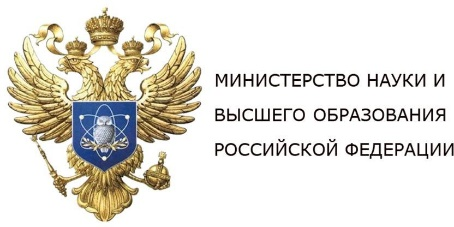 МИНИСТЕРСТВО НАУКИ И
ВЫСШЕГО ОБРАЗОВАНИЯ
РОССИЙСКОЙ ФЕДЕРАЦИИ